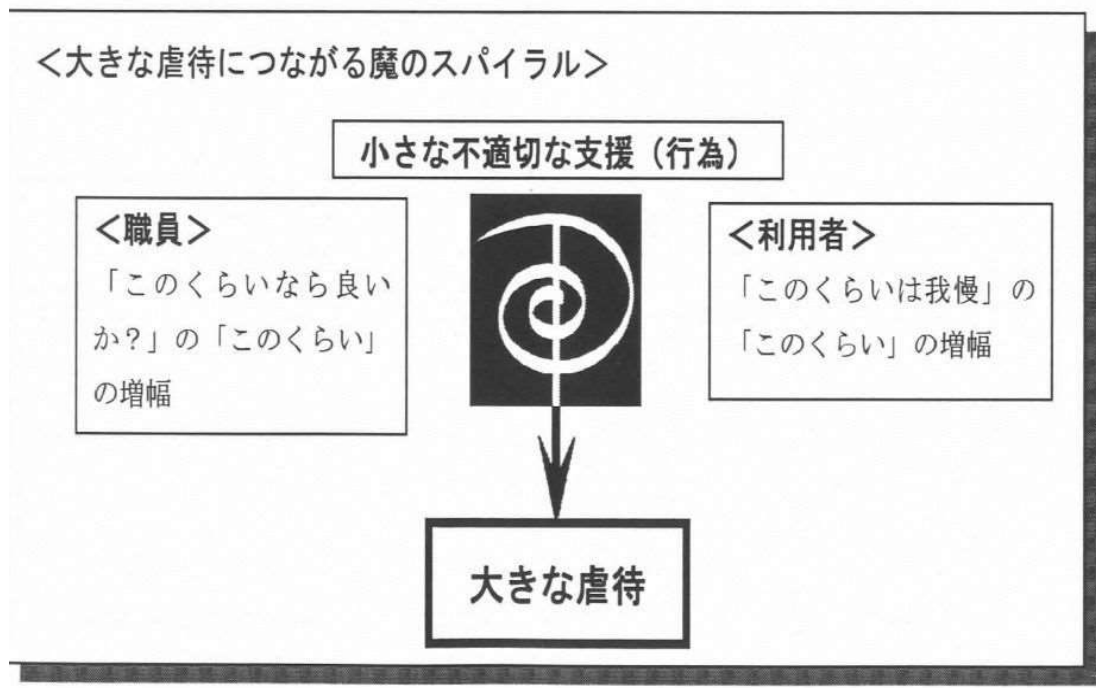 ＜大きな虐待につながる魔のスパイラル＞
小さな不適切な支援（行為）
＜職員＞
「このくらいなら良い
か？」の「このくらい」
の増幅
＜利用者＞
「このくらいは我慢」の
「このくらい」の増幅
大きな虐待